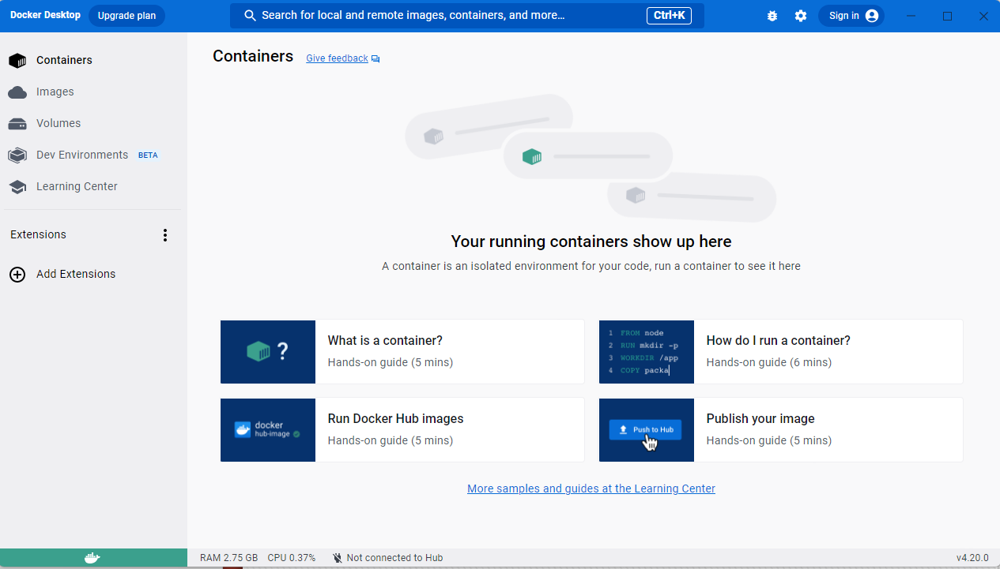 Docker Desktop
Upgrade plan
Search for local and remote images, containers, and more...
Ctrl+K
Sign in
Containers
Images
Volumes
Dev Environments BETA
Learning Center
Extensions
Add Extensions
Containers
Give feedback
Your running containers show up here
A container is an isolated environment for your code, run a container to see it here
?
What is a container?
Hands-on guide (5 mins)
1 FROM node
2 RUN mkdir -p
3 WORKDIR /app
4 COPY packa
How do I run a container?
Hands-on guide (6 mins)
docker
hub-image
Run Docker Hub images
Hands-on guide (5 mins)
Push to Hub
Publish your image
Hands-on guide (5 mins)
More samples and guides at the Learning Center
RAM 2.75 GB CPU 0.37% Not connected to Hub
v4.20.0